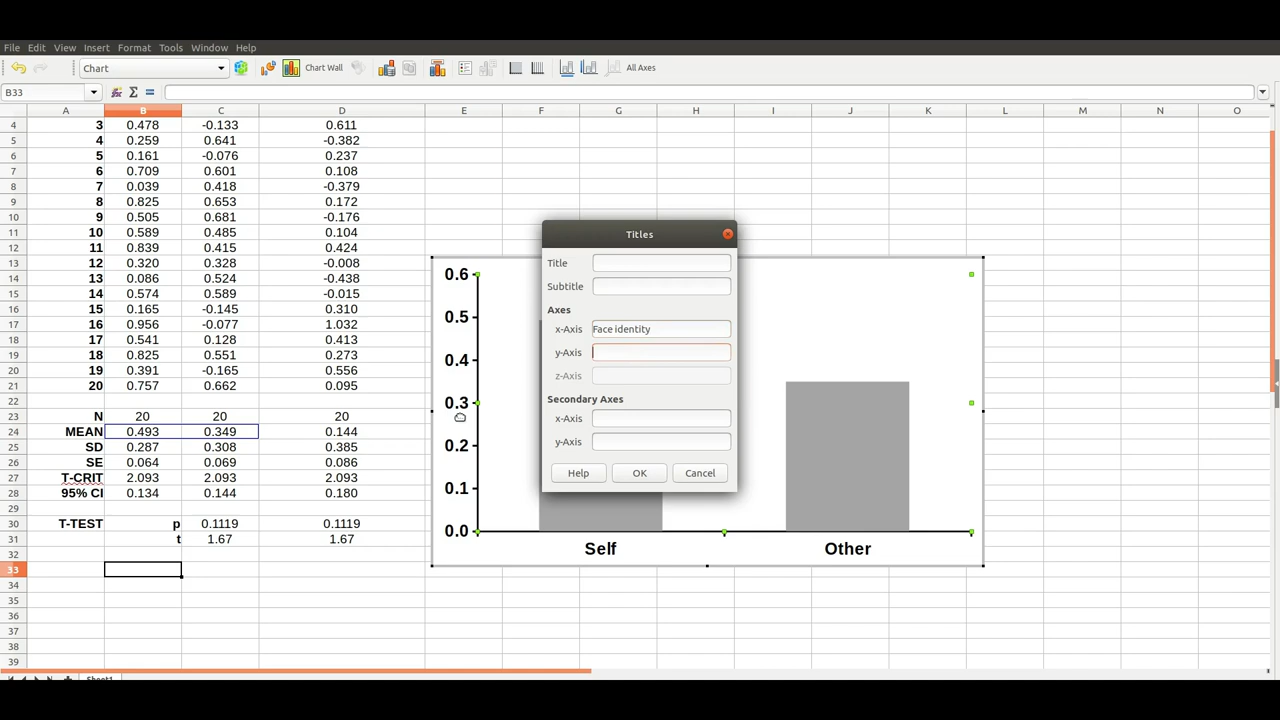 File Edit View Insert Format Tools Window Help
Chart Chart Wall All Axes
B33
A B C D E F G H I J K L M N O
4 3 0.478 -0.133 0.611
5 4 0.259 0.641 -0.382
6 5 0.161 -0.076 0.237
7 6 0.709 0.601 0.108
8 7 0.039 0.418 -0.379
9 8 0.825 0.653 0.172
10 9 0.505 0.681 -0.176
11 10 0.589 0.485 0.104
12 11 0.839 0.415 0.424
13 12 0.320 0.328 -0.008
14 13 0.086 0.524 -0.438
15 14 0.574 0.589 -0.015
16 15 0.165 -0.145 0.310
17 16 0.956 -0.077 1.032
18 17 0.541 0.128 0.413
19 18 0.825 0.551 0.273
20 19 0.391 -0.165 0.556
21 20 0.757 0.662 0.095
22
23 N 20 20 20
24 MEAN 0.493 0.349 0.144
25 SD 0.287 0.308 0.385
26 SE 0.064 0.069 0.086
27 T-CRIT 2.093 2.093 2.093
28 95% CI 0.134 0.144 0.180
29
30 T-TEST p 0.1119 0.1119
31 t 1.67 1.67
32
33
34
35
36
37
38
39
0.6
0.5
0.4
0.3
0.2
0.1
0.0
Self Other
Titles
Title
Subtitle
Axes
x-Axis Face identity
y-Axis
z-Axis
Secondary Axes
x-Axis
y-Axis
Help OK Cancel
Sheet1